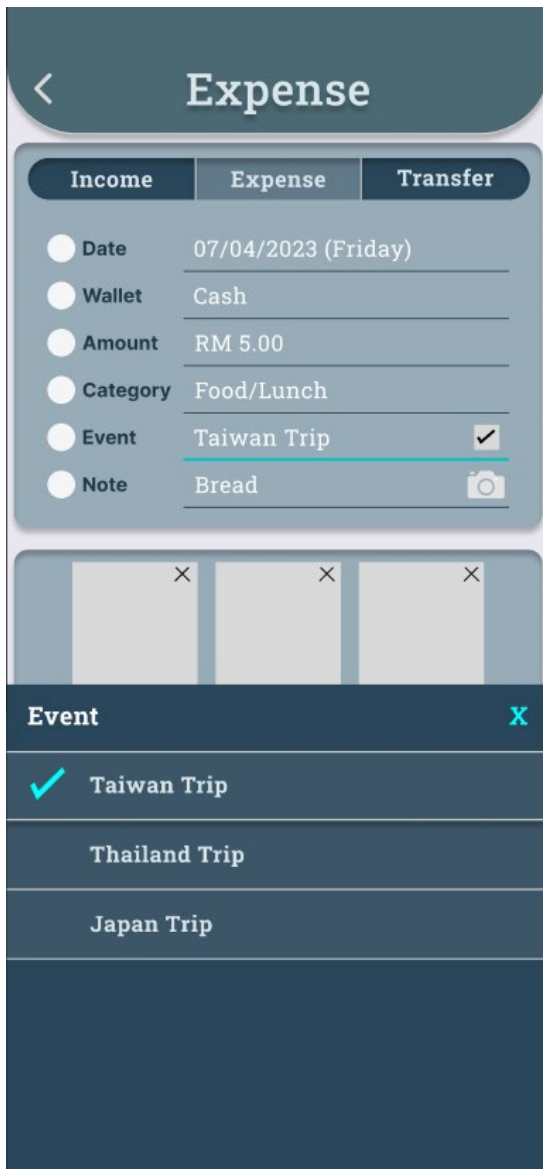 Expense
Income Expense Transfer
Date 07/04/2023 (Friday)
Wallet Cash
Amount RM 5.00
Category Food/Lunch
Event Taiwan Trip
Note Bread
Event X
Taiwan Trip
Thailand Trip
Japan Trip